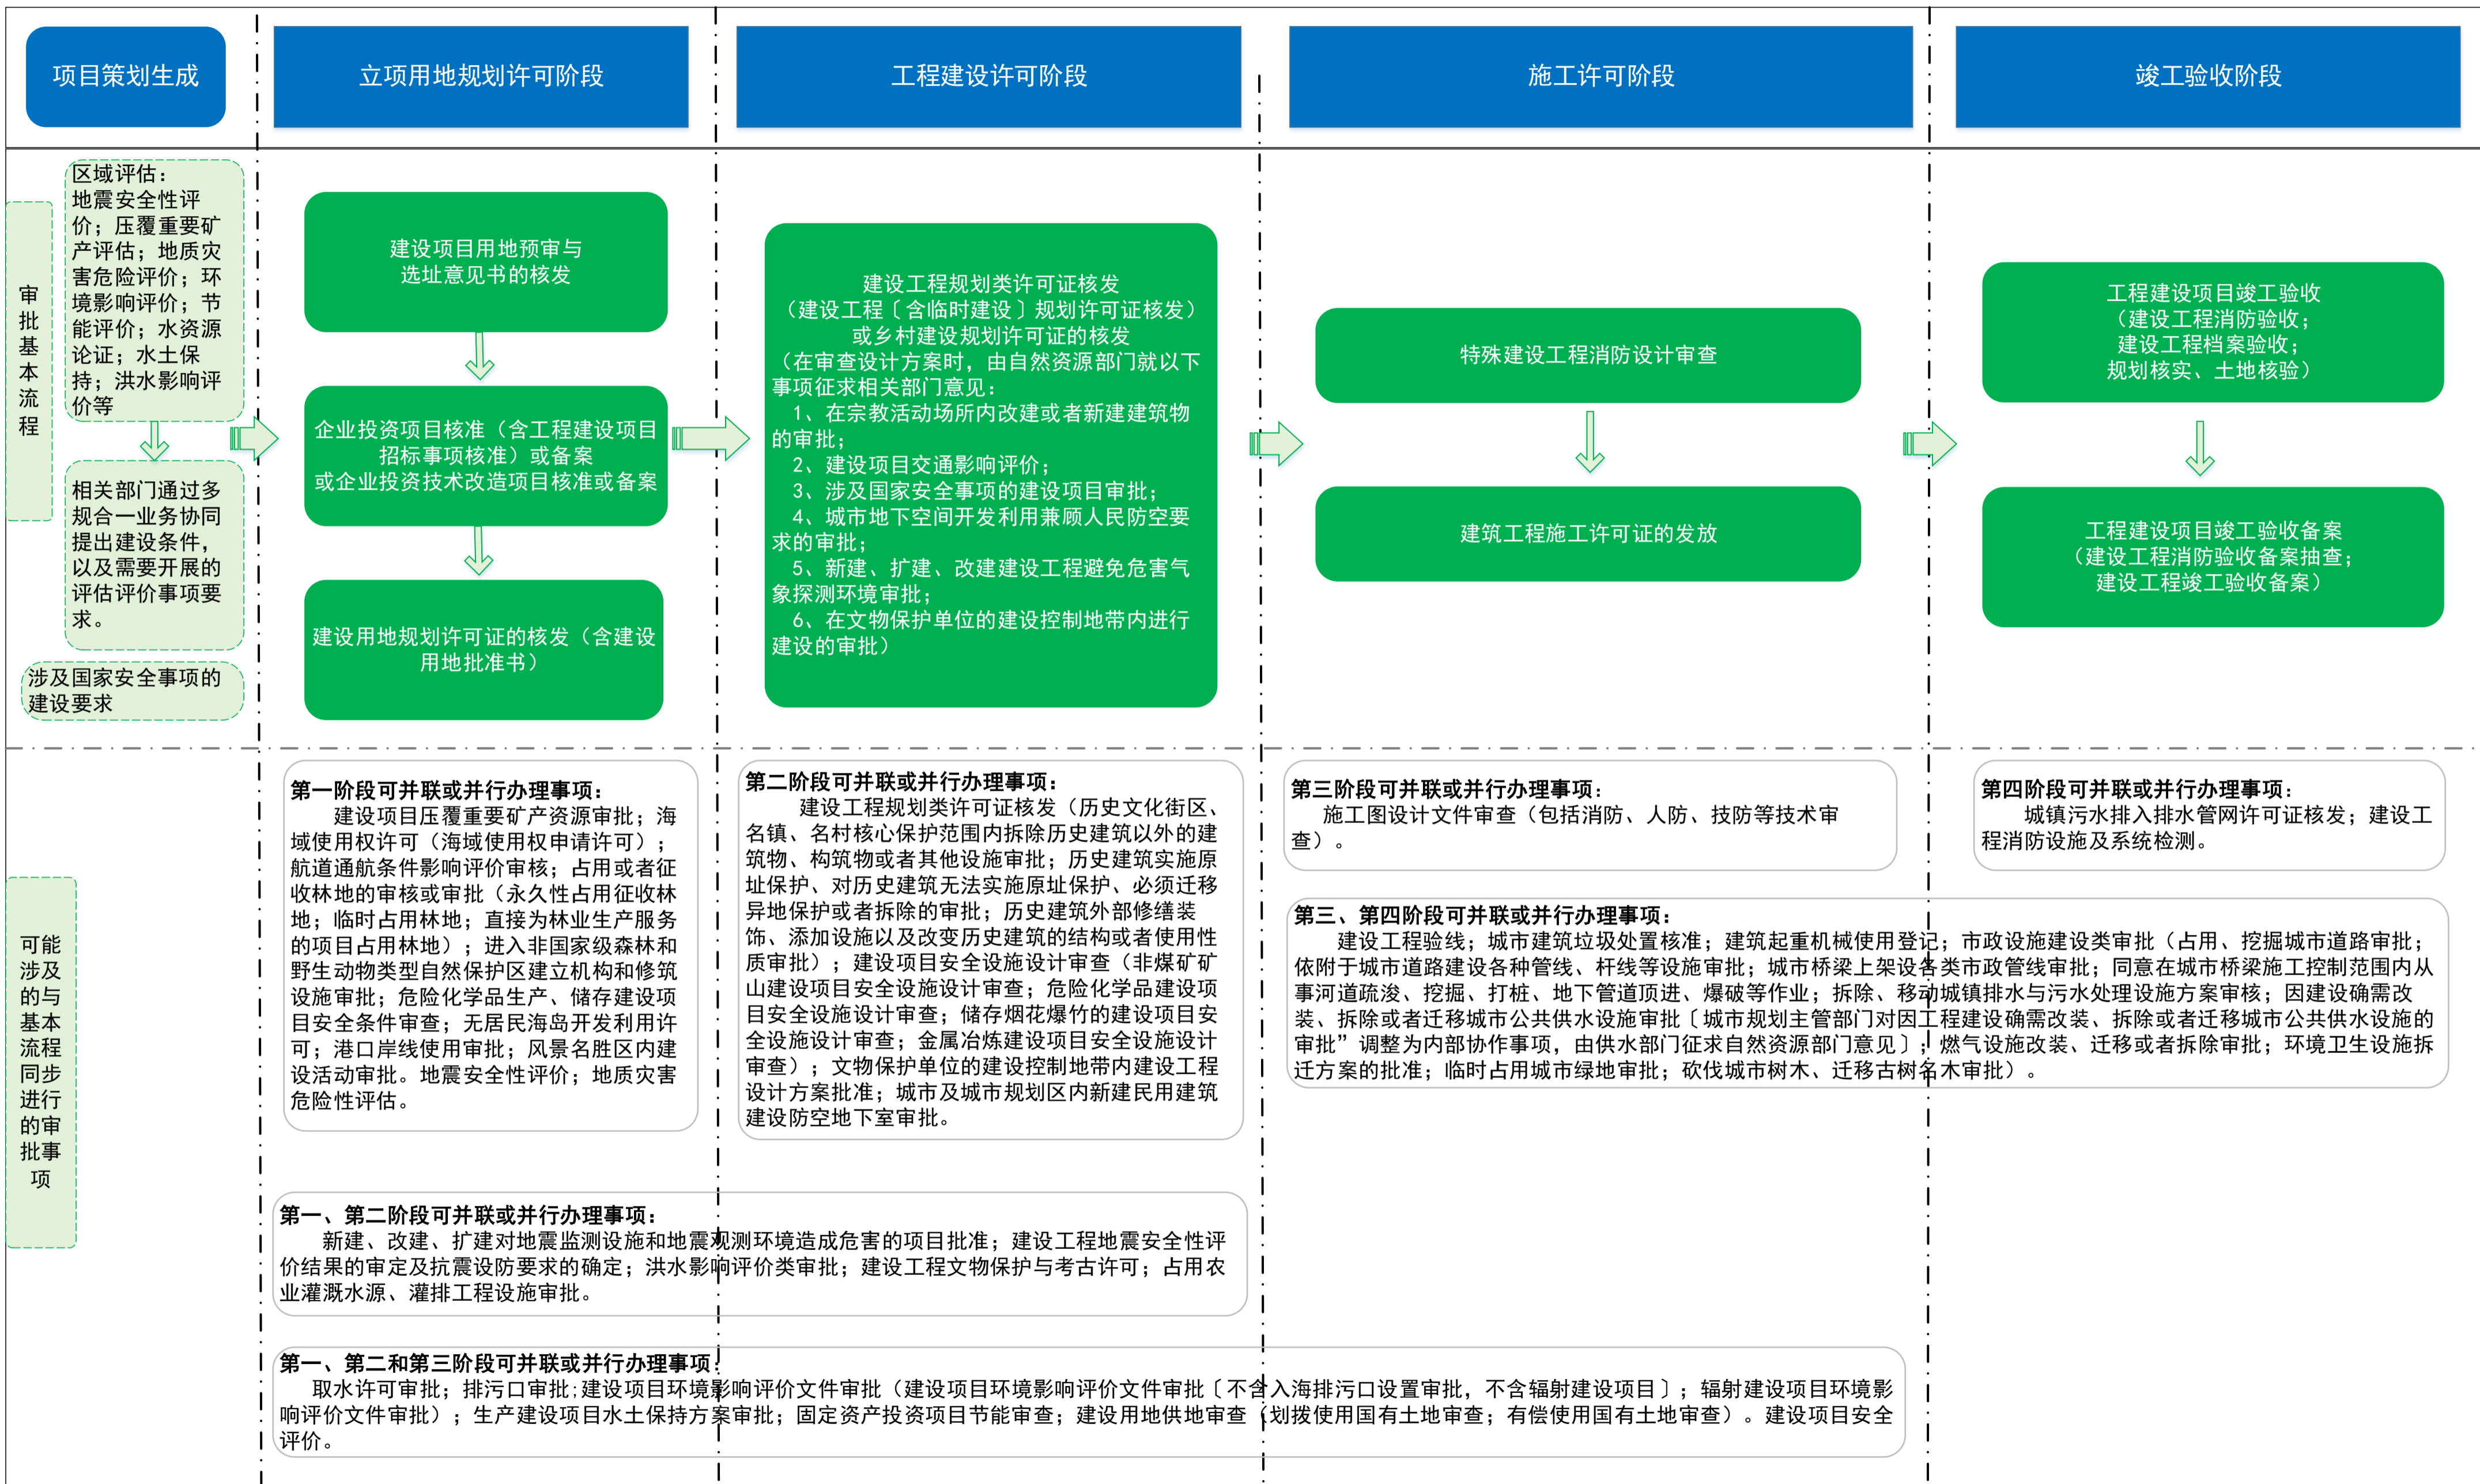 项目策划生成
立项用地规划许可阶段
工程建设许可阶段
施工许可阶段
竣工验收阶段
审
批
基
本
流
程
区域评估：
地震安全性评
价；压覆重要矿
产评估；地质灾
害危险评价；环
境影响评价；节
能评价；水资源
论证；水土保
持；洪水影响评
价等
相关部门通过多
规合一业务协同
提出建设条件，
以及需要开展的
评估评价事项要
求。
涉及国家安全事项的
建设要求
建设项目用地预审与
选址意见书的核发
企业投资项目核准（含工程建设项目
招标事项核准）或备案
或企业投资技术改造项目核准或备案
建设用地规划许可证的核发（含建设
用地批准书）
建设工程规划类许可证核发
（建设工程〔含临时建设〕规划许可证核发）
或乡村建设规划许可证的核发
（在审查设计方案时，由自然资源部门就以下
事项征求相关部门意见：
1、在宗教活动场所内改建或者新建建筑物
的审批；
2、建设项目交通影响评价；
3、涉及国家安全事项的建设项目审批；
4、城市地下空间开发利用兼顾人民防空要
求的审批；
5、新建、扩建、改建建设工程避免危害气
象探测环境审批；
6、在文物保护单位的建设控制地带内进行
建设的审批）
特殊建设工程消防设计审查
建筑工程施工许可证的发放
工程建设项目竣工验收
（建设工程消防验收；
建设工程档案验收；
规划核实、土地核验）
工程建设项目竣工验收备案
（建设工程消防验收备案抽查；
建设工程竣工验收备案）
可能
涉及
的与
基本
流程
同步
进行
的审
批事
项
第一阶段可并联或并行办理事项：
建设项目压覆重要矿产资源审批；海
域使用权许可（海域使用权申请许可）；
航道通航条件影响评价审核；占用或者征
收林地的审核或审批（永久性占用征收林
地；临时占用林地；直接为林业生产服务
的项目占用林地）；进入非国家级森林和
野生动物类型自然保护区建立机构和修筑
设施审批；危险化学品生产、储存建设项
目安全条件审查；无居民海岛开发利用许
可；港口岸线使用审批；风景名胜区内建
设活动审批。地震安全性评价；地质灾害
危险性评估。
第二阶段可并联或并行办理事项：
建设工程规划类许可证核发（历史文化街区、
名镇、名村核心保护范围内拆除历史建筑以外的建
筑物、构筑物或者其他设施审批；历史建筑实施原
址保护、对历史建筑无法实施原址保护、必须迁移
异地保护或者拆除的审批；历史建筑外部修缮装
饰、添加设施以及改变历史建筑的结构或者使用性
质审批）；建设项目安全设施设计审查（非煤矿矿
山建设项目安全设施设计审查；危险化学品建设项
目安全设施设计审查；储存烟花爆竹的建设项目安
全设施设计审查；金属冶炼建设项目安全设施设计
审查）；文物保护单位的建设控制地带内建设工程
设计方案批准；城市及城市规划区内新建民用建筑
建设防空地下室审批。
第三阶段可并联或并行办理事项：
施工图设计文件审查（包括消防、人防、技防等技术审
查）。
第四阶段可并联或并行办理事项：
城镇污水排入排水管网许可证核发；建设工
程消防设施及系统检测。
第三、第四阶段可并联或并行办理事项：
建设工程验线；城市建筑垃圾处置核准；建筑起重机械使用登记；市政设施建设类审批（占用、挖掘城市道路审批；
依附于城市道路建设各种管线、杆线等设施审批；城市桥梁上架设各类市政管线审批；同意在城市桥梁施工控制范围内从
事河道疏浚、挖掘、打桩、地下管道顶进、爆破等作业；拆除、移动城镇排水与污水处理设施方案审核；因建设确需改
装、拆除或者迁移城市公共供水设施审批〔城市规划主管部门对因工程建设确需改装、拆除或者迁移城市公共供水设施的
审批”调整为内部协作事项，由供水部门征求自然资源部门意见〕；燃气设施改装、迁移或者拆除审批；环境卫生设施拆
迁方案的批准；临时占用城市绿地审批；砍伐城市树木、迁移古树名木审批）。
第一、第二阶段可并联或并行办理事项：
新建、改建、扩建对地震监测设施和地震观测环境造成危害的项目批准；建设工程地震安全性评
价结果的审定及抗震设防要求的确定；洪水影响评价类审批；建设工程文物保护与考古许可；占用农
业灌溉水源、灌排工程设施审批。
第一、第二和第三阶段可并联或并行办理事项：
取水许可审批；排污口审批;建设项目环境影响评价文件审批（建设项目环境影响评价文件审批〔不含入海排污口设置审批，不含辐射建设项目〕；辐射建设项目环境影
响评价文件审批）；生产建设项目水土保持方案审批；固定资产投资项目节能审查；建设用地供地审查（划拨使用国有土地审查；有偿使用国有土地审查）。建设项目安全
评价。